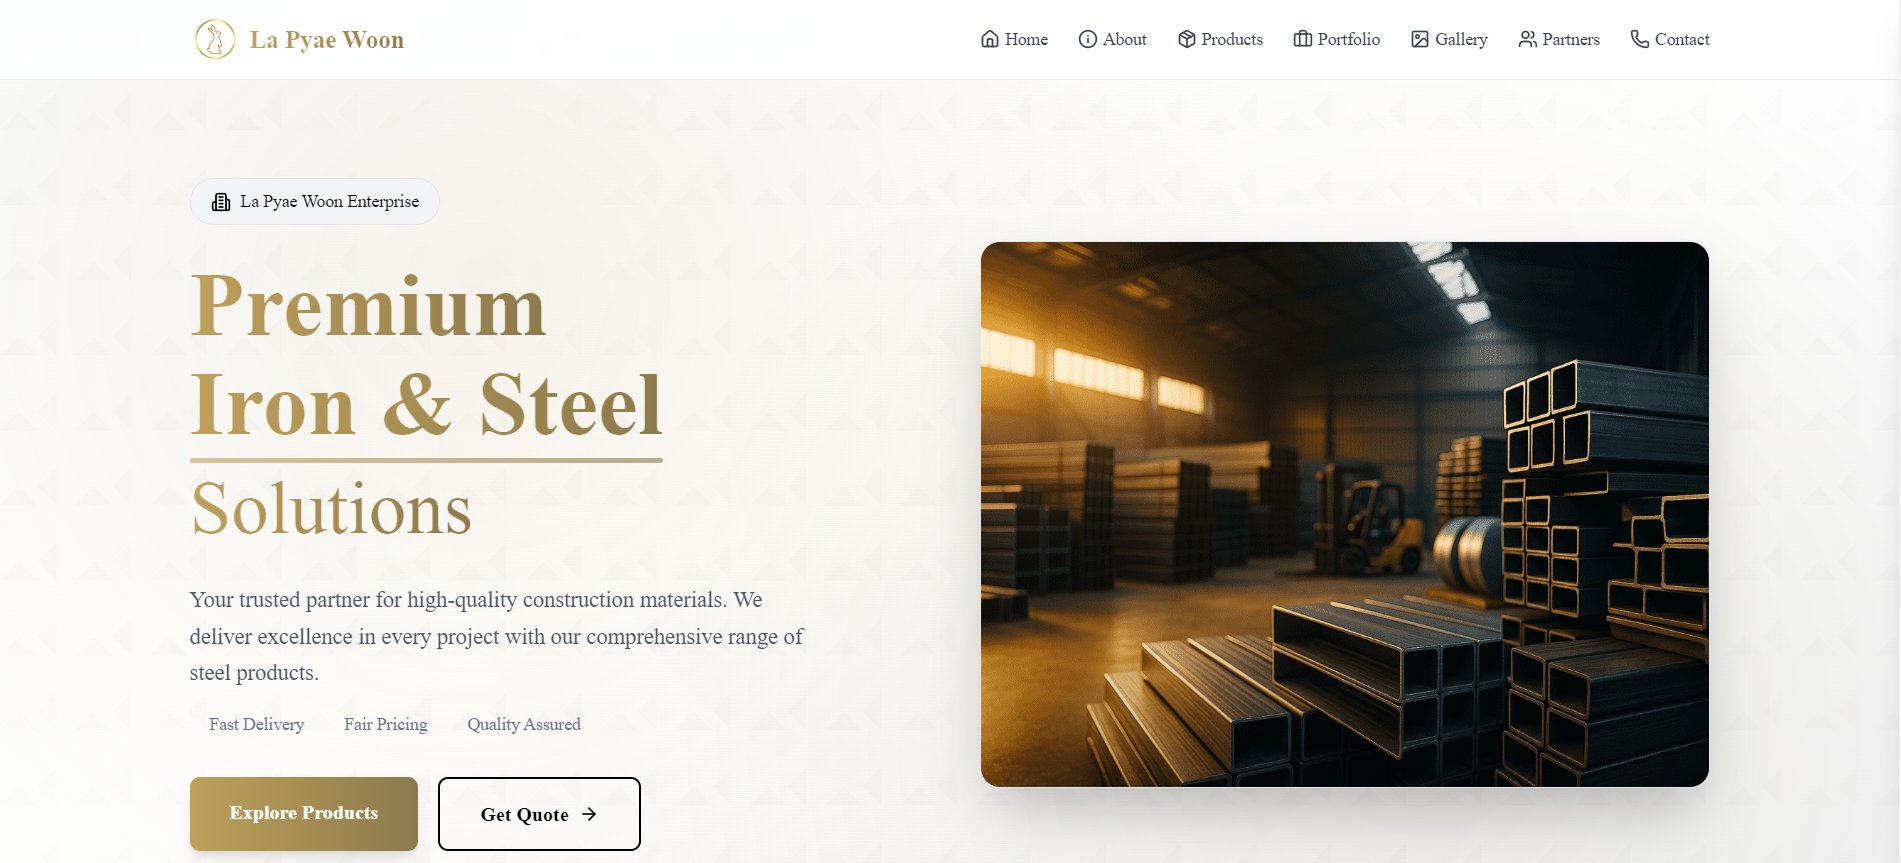 La Pyae Woon
Home About Products Portfolio Gallery Partners Contact
La Pyae Woon Enterprise
Premium
Iron & Steel
Solutions
Your trusted partner for high-quality construction materials. We
deliver excellence in every project with our comprehensive range of
steel products.
Fast Delivery Fair Pricing Quality Assured
Explore Products Get Quote